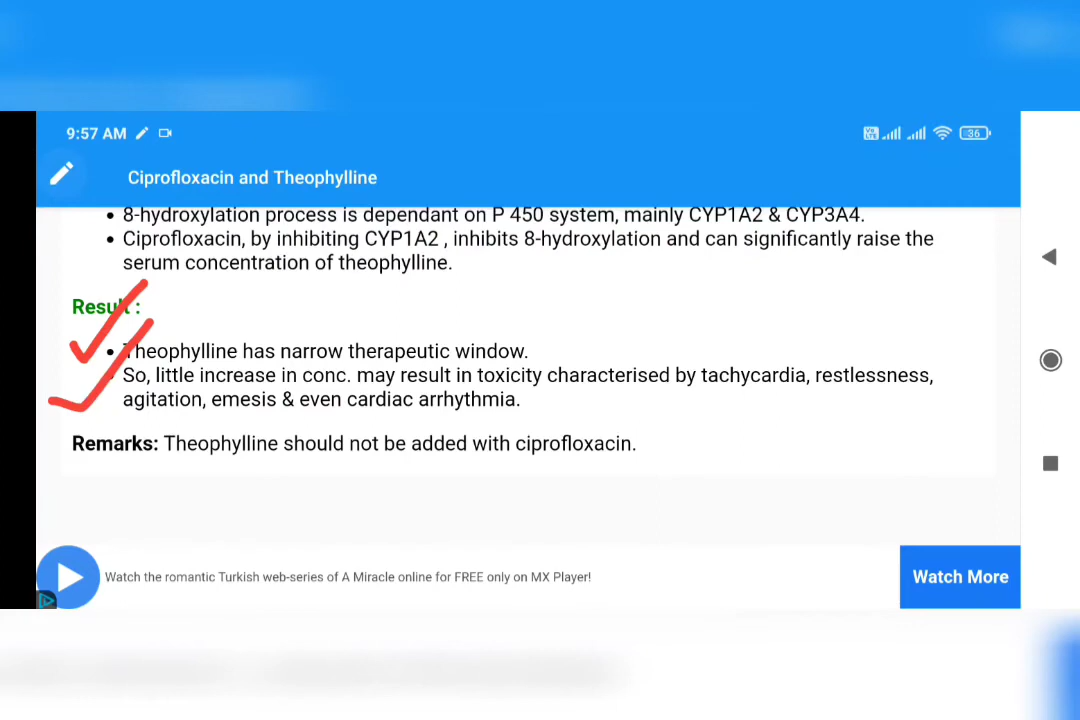 9:57 AM
36
Ciprofloxacin and Theophylline
• 8-hydroxylation process is dependant on P 450 system, mainly CYP1A2 & CYP3A4.
• Ciprofloxacin, by inhibiting CYP1A2 , inhibits 8-hydroxylation and can significantly raise the
serum concentration of theophylline.
Result :
• Theophylline has narrow therapeutic window.
So, little increase in conc. may result in toxicity characterised by tachycardia, restlessness,
agitation, emesis & even cardiac arrhythmia.
Remarks: Theophylline should not be added with ciprofloxacin.
Watch the romantic Turkish web-series of A Miracle online for FREE only on MX Player!
Watch More